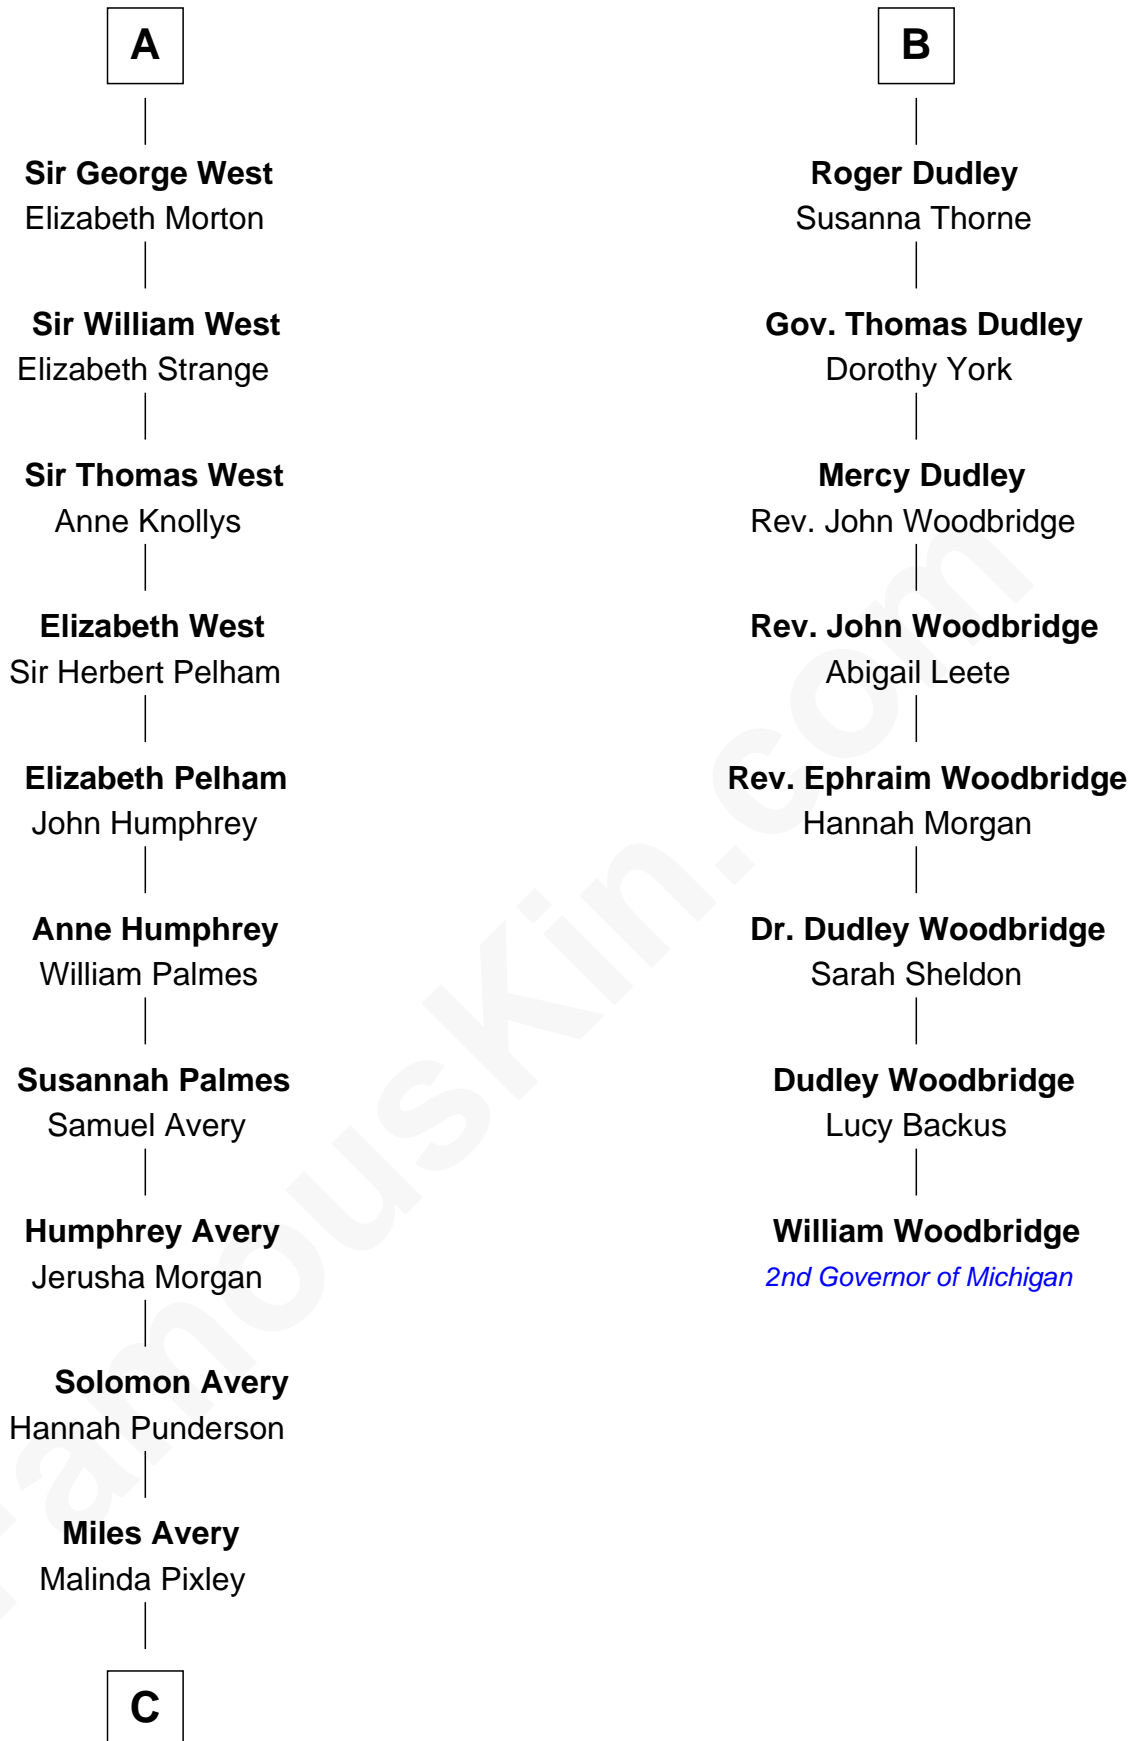 A
Sir George West
Elizabeth Morton
Sir William West
Elizabeth Strange
Sir Thomas West
Anne Knollys
Elizabeth West
Sir Herbert Pelham
Elizabeth Pelham
John Humphrey
Anne Humphrey
William Palmes
Susannah Palmes
Samuel Avery
Humphrey Avery
Jerusha Morgan
Solomon Avery
Hannah Punderson
Miles Avery
Malinda Pixley
C
B
Roger Dudley
Susanna Thorne
Gov. Thomas Dudley
Dorothy York
Mercy Dudley
Rev. John Woodbridge
Rev. John Woodbridge
Abigail Leete
Rev. Ephraim Woodbridge
Hannah Morgan
Dr. Dudley Woodbridge
Sarah Sheldon
Dudley Woodbridge
Lucy Backus
William Woodbridge
2nd Governor of Michigan
FamousKin.com